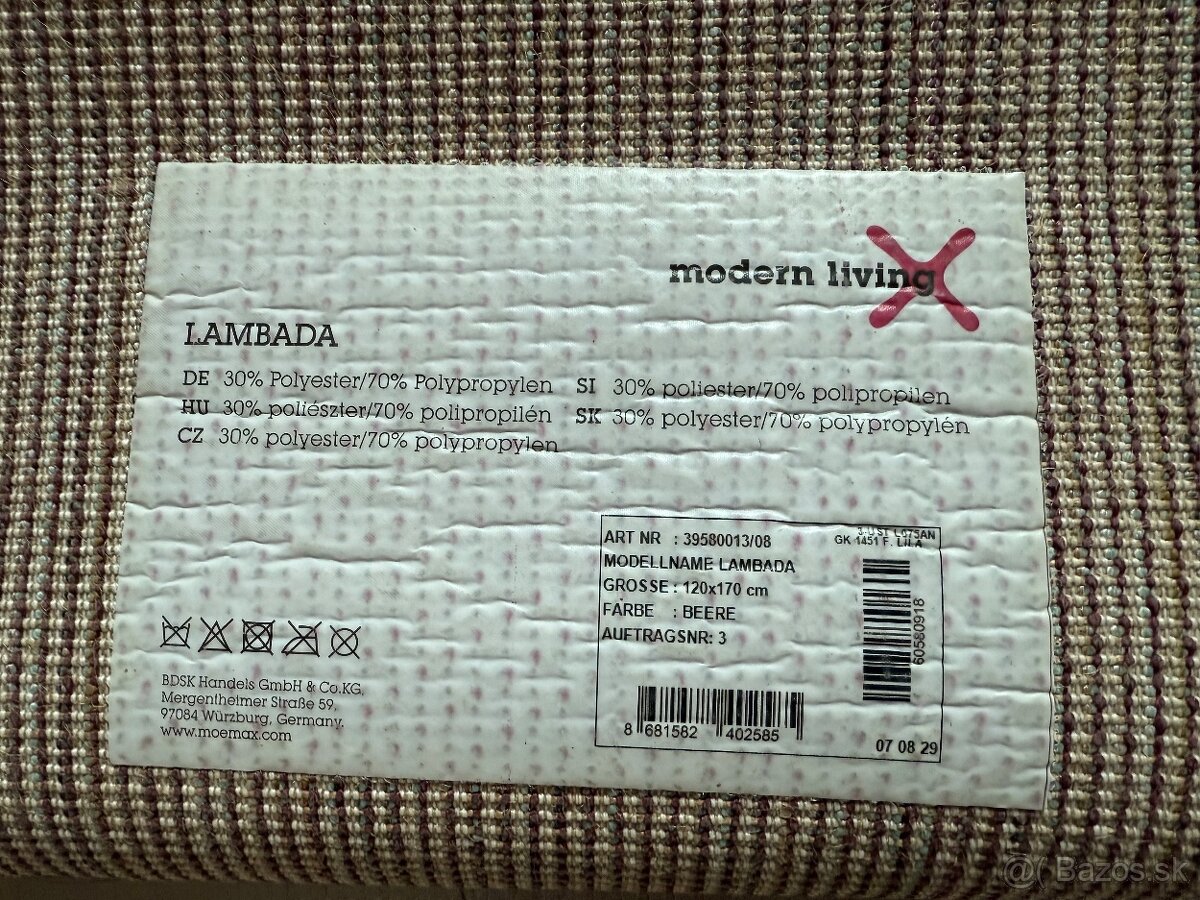 modern living
LAMBADA
DE 30% Polyester/70% Polypropylen
HU 30% poliészter/70% polipropilén
CZ 30% polyester/70% polypropylen
SI 30% poliester/70% polipropilen
SK 30% polyester/70% polypropylén
BDSK Handels GmbH & Co.KG,
Mergentheimer Straße 59,
97084 Würzburg, Germany.
www.moemax.com
ART NR : 39580013/08
MODELLNAME LAMBADA
GROSSE : 120x170 cm
FARBE : BEERE
AUFTRAGSNR: 3
GK 1451 F. LILA
60580918
8 681582 402585
07 08 29
Bazos.sk